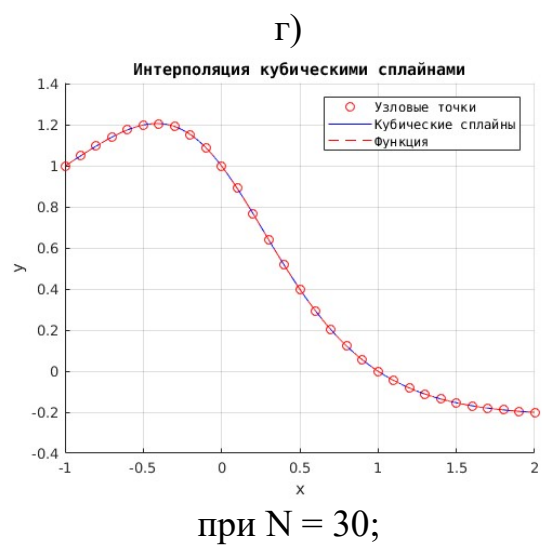 г)
Интерполяция кубическими сплайнами
1.4
1.2
1
0.8
0.6
0.4
0.2
0
-0.2
-0.4
y
Узловые точки
Кубические сплайны
Функция
-1 -0.5 0 0.5 1 1.5 2
x
при N = 30;